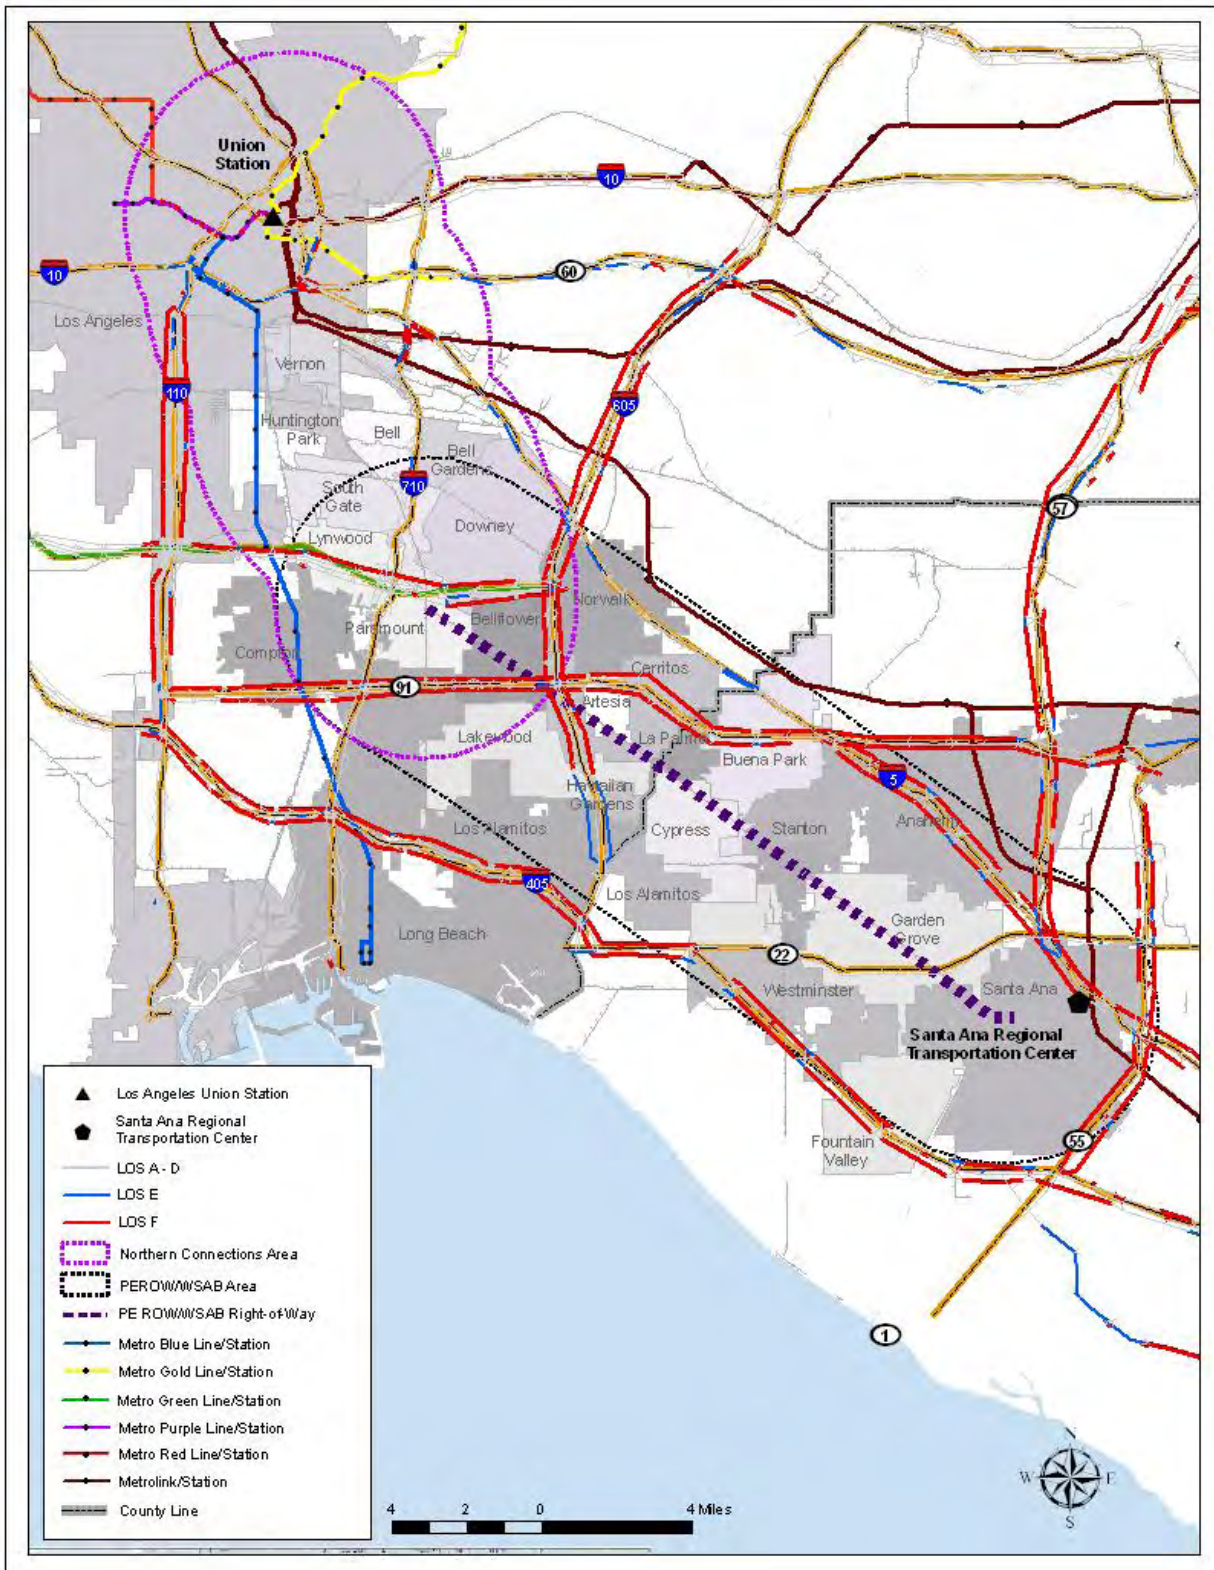 Union
Station
10
10
60
Los Angeles
Vernon
110
605
Huntington
Park
Bell
Bell
Gardens
710
South
Gate
57
Downey
Lynwood
Norwalk
Bellflower
Paramount
Compton
Cerritos
91
Artesia
Lakewood
La Palma
Buena Park
5
Hawaiian
Gardens
Los Alamitos
Cypress
Stanton
Anaheim
405
Los Alamitos
Garden
Grove
Long Beach
22
Westminster
Santa Ana
Santa Ana Regional
Transportation Center
55
Fountain
Valley
1
Los Angeles Union Station
Santa Ana Regional
Transportation Center
LOS A - D
LOS E
LOS F
Northern Connections Area
PEROW/WSAB Area
PE ROW/WSAB Right-of-Way
Metro Blue Line/Station
Metro Gold Line/Station
Metro Green Line/Station
Metro Purple Line/Station
Metro Red Line/Station
Metrolink/Station
County Line
4 2 0 4 Miles
N
W E
S